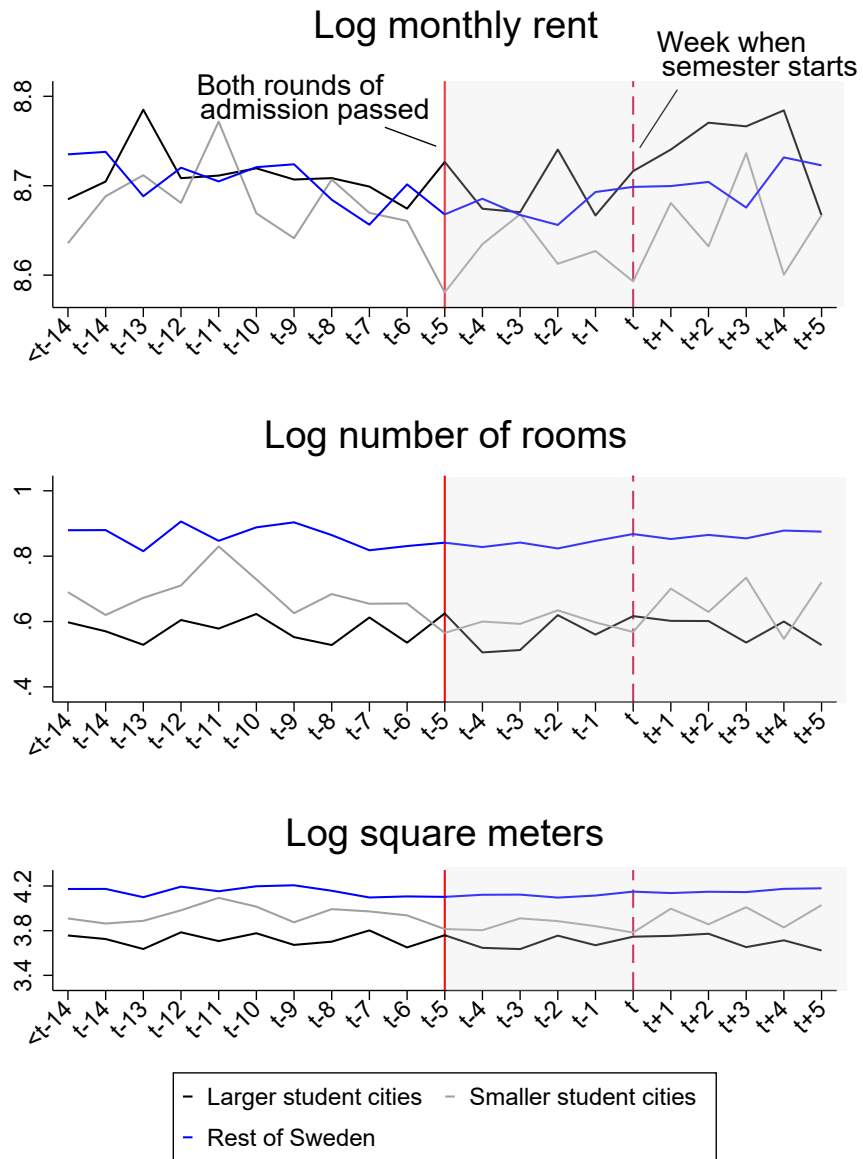 Log monthly rent
Week when
semester starts
Both rounds of
admission passed
8.8
8.7
8.6
<t-14
t-14
t-13
t-12
t-11
t-10
t-9
t-8
t-7
t-6
t-5
t-4
t-3
t-2
t-1
t
t+1
t+2
t+3
t+4
t+5
Log number of rooms
1
.8
.6
.4
<t-14
t-14
t-13
t-12
t-11
t-10
t-9
t-8
t-7
t-6
t-5
t-4
t-3
t-2
t-1
t
t+1
t+2
t+3
t+4
t+5
Log square meters
4.2
3.8
3.4
<t-14
t-14
t-13
t-12
t-11
t-10
t-9
t-8
t-7
t-6
t-5
t-4
t-3
t-2
t-1
t
t+1
t+2
t+3
t+4
t+5
Larger student cities
Smaller student cities
Rest of Sweden